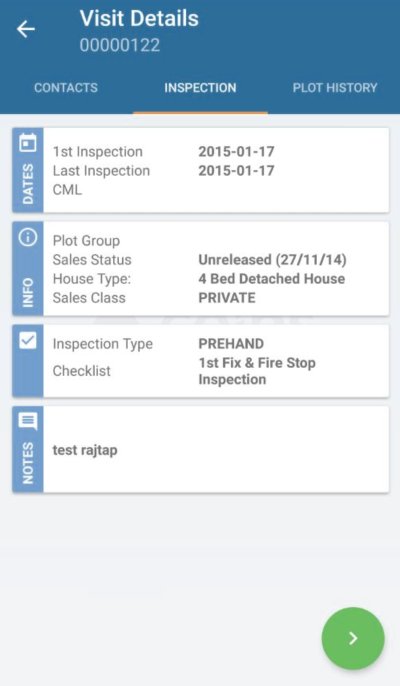 Visit Details
00000122
CONTACTS INSPECTION PLOT HISTORY
DATES
1st Inspection 2015-01-17
Last Inspection 2015-01-17
CML
INFO
Plot Group
Sales Status Unreleased (27/11/14)
House Type: 4 Bed Detached House
Sales Class PRIVATE
Inspection Type PREHAND
Checklist 1st Fix & Fire Stop
Inspection
NOTES
test rajtap